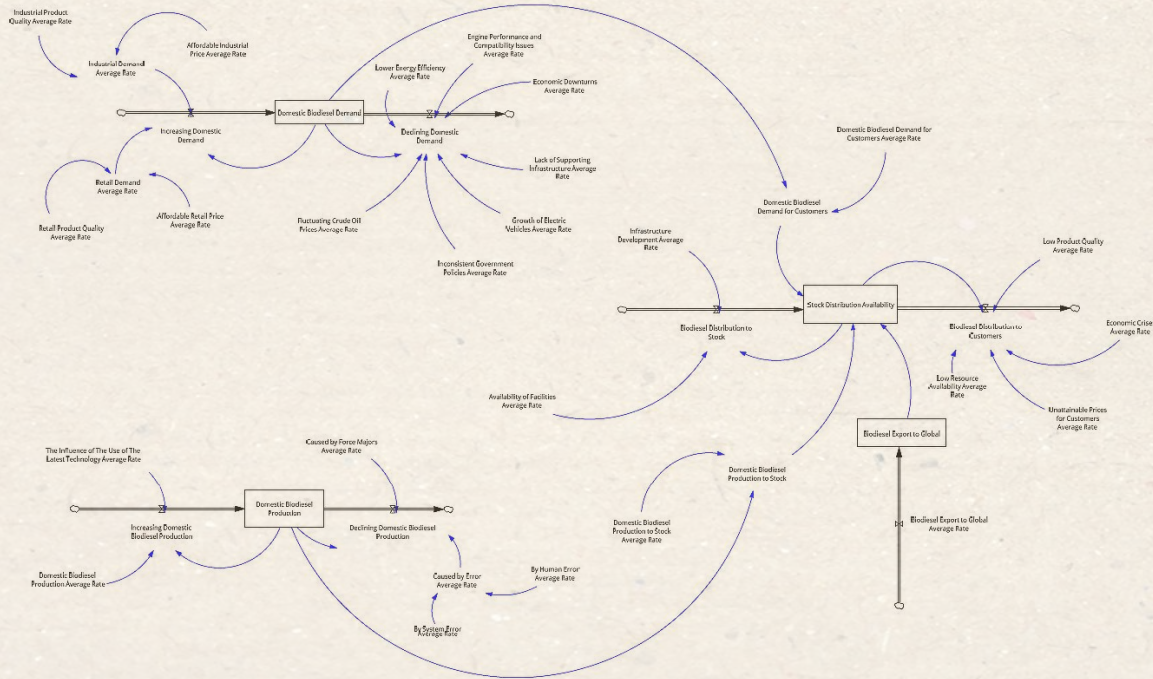 Industrial Product
Quality Average Rate
Affordable Industrial
Price Average Rate
Industrial Demand
Average Rate
Engine Performance and
Compatibility Issues
Average Rate
Lower Energy Efficiency
Average Rate
Economic Downturns
Average Rate
Domestic Biodiesel Demand
Increasing Domestic
Demand
Declining Domestic
Demand
Lack of Supporting
Infrastructure Average
Rate
Retail Demand
Average Rate
Affordable Retail Price
Average Rate
Retail Product Quality
Average Rate
Fluctuating Crude Oil
Prices Average Rate
Growth of Electric
Vehicles Average Rate
Inconsistent Government
Policies Average Rate
Domestic Biodiesel Demand for
Customers Average Rate
Domestic Biodiesel
Demand for Customers
Infrastructure
Development Average
Rate
Low Product Quality
Average Rate
Stock Distribution Availability
Biodiesel Distribution to
Stock
Biodiesel Distribution to
Customers
Economic Crise
Average Rate
Low Resource
Availability Average
Rate
Availability of Facilities
Average Rate
Unattainable Prices
for Customers
Average Rate
Biodiesel Export to Global
The Influence of The Use of The
Latest Technology Average Rate
Caused by Force Majors
Average Rate
Domestic Biodiesel
Production to Stock
Domestic Biodiesel
Production
Increasing Domestic
Biodiesel Production
Declining Domestic Biodiesel
Production
Domestic Biodiesel
Production to Stock
Average Rate
Biodiesel Export to Global
Average Rate
Domestic Biodiesel
Production Average Rate
Caused by Error
Average Rate
By Human Error
Average Rate
By System Error
Average Rate